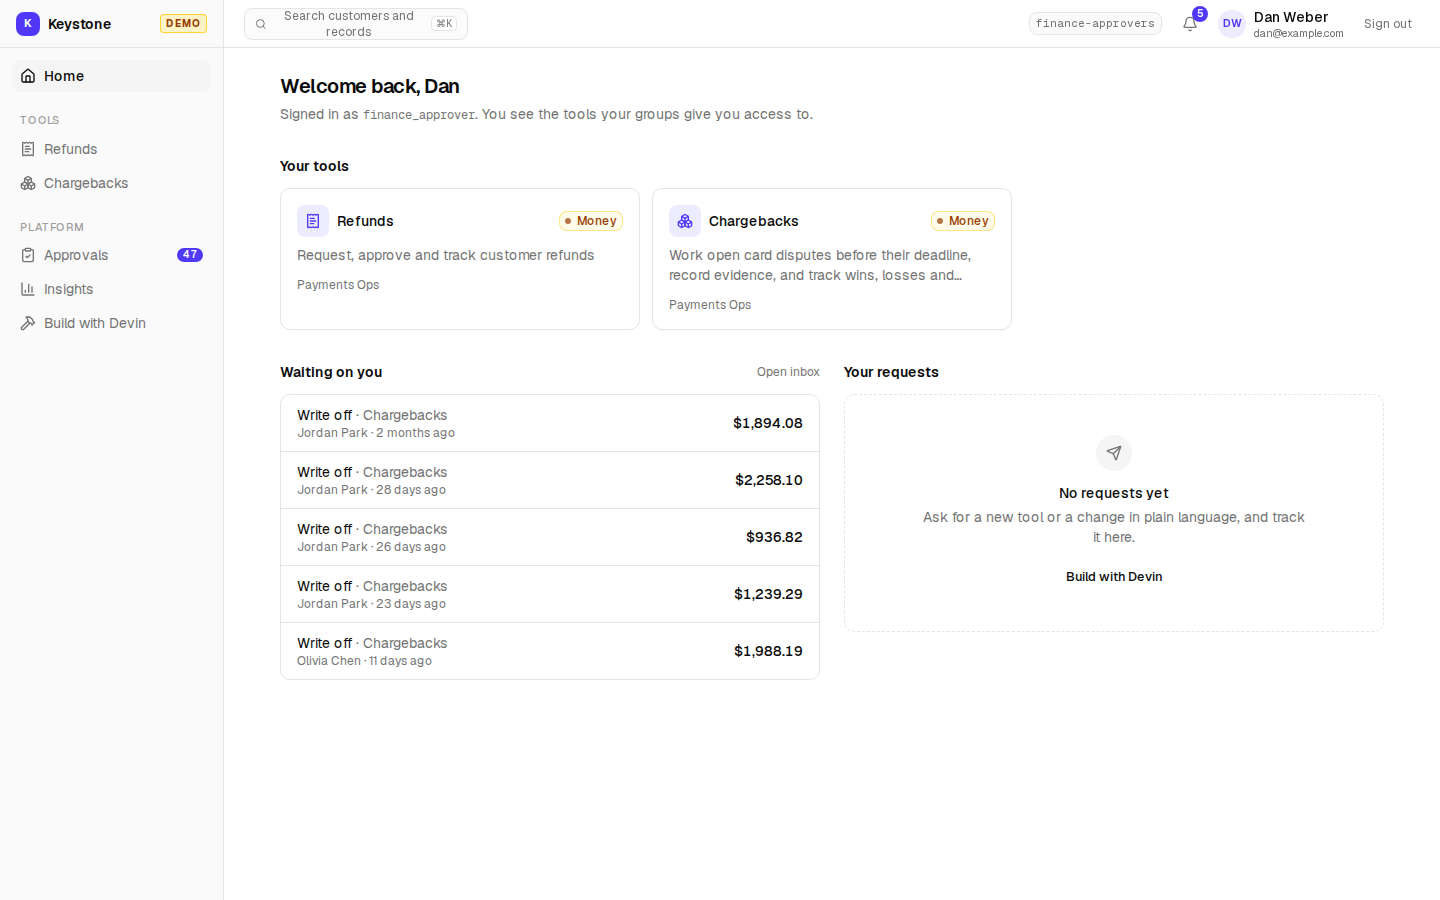 K
Keystone
DEMO
Search customers and
records
⌘K
finance-approvers
5
DW
Dan Weber
dan@example.com
Sign out
Home
TOOLS
Refunds
Chargebacks
PLATFORM
Approvals
47
Insights
Build with Devin
Welcome back, Dan
Signed in as finance_approver. You see the tools your groups give you access to.
Your tools
Refunds
Money
Request, approve and track customer refunds
Payments Ops
Chargebacks
Money
Work open card disputes before their deadline,
record evidence, and track wins, losses and...
Payments Ops
Waiting on you
Open inbox
Write off · Chargebacks
Jordan Park · 2 months ago
$1,894.08
Write off · Chargebacks
Jordan Park · 28 days ago
$2,258.10
Write off · Chargebacks
Jordan Park · 26 days ago
$936.82
Write off · Chargebacks
Jordan Park · 23 days ago
$1,239.29
Write off · Chargebacks
Olivia Chen · 11 days ago
$1,988.19
Your requests
No requests yet
Ask for a new tool or a change in plain language, and track
it here.
Build with Devin